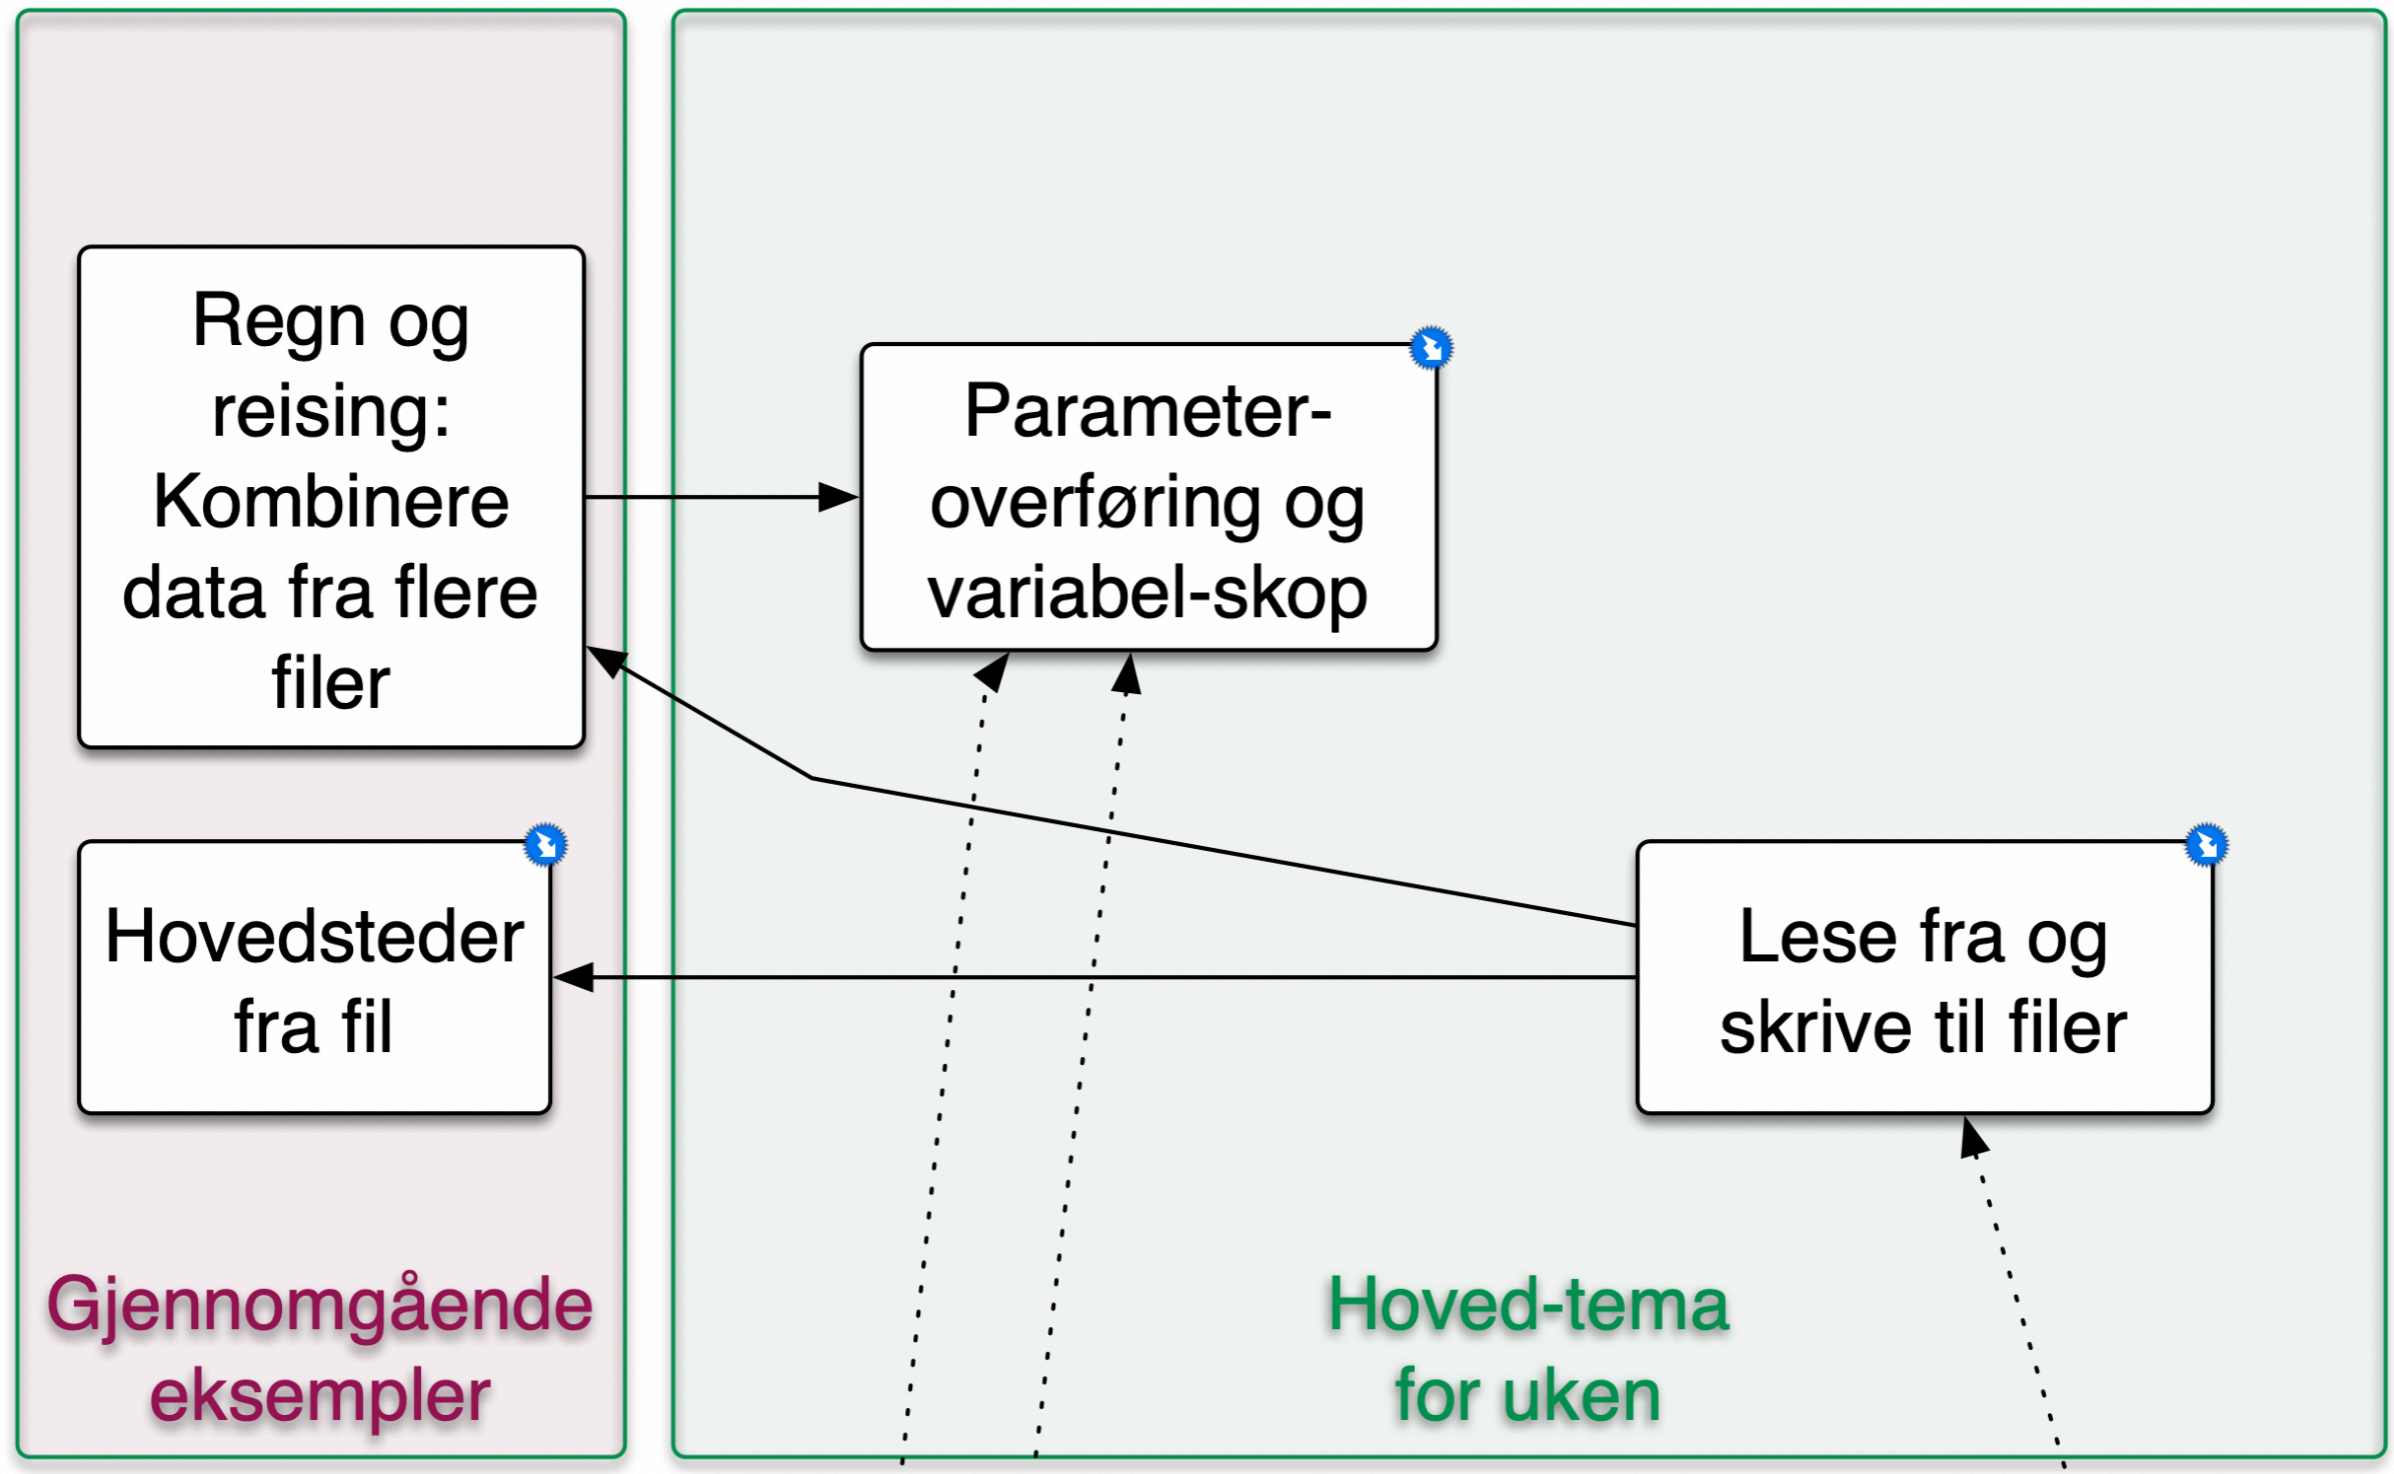 Regn og
reising:
Kombinere
data fra flere
filer
Parameter-
overføring og
variabel-skop
Hovedsteder
fra fil
Lese fra og
skrive til filer
Gjennomgående
eksempler
Hoved-tema
for uken